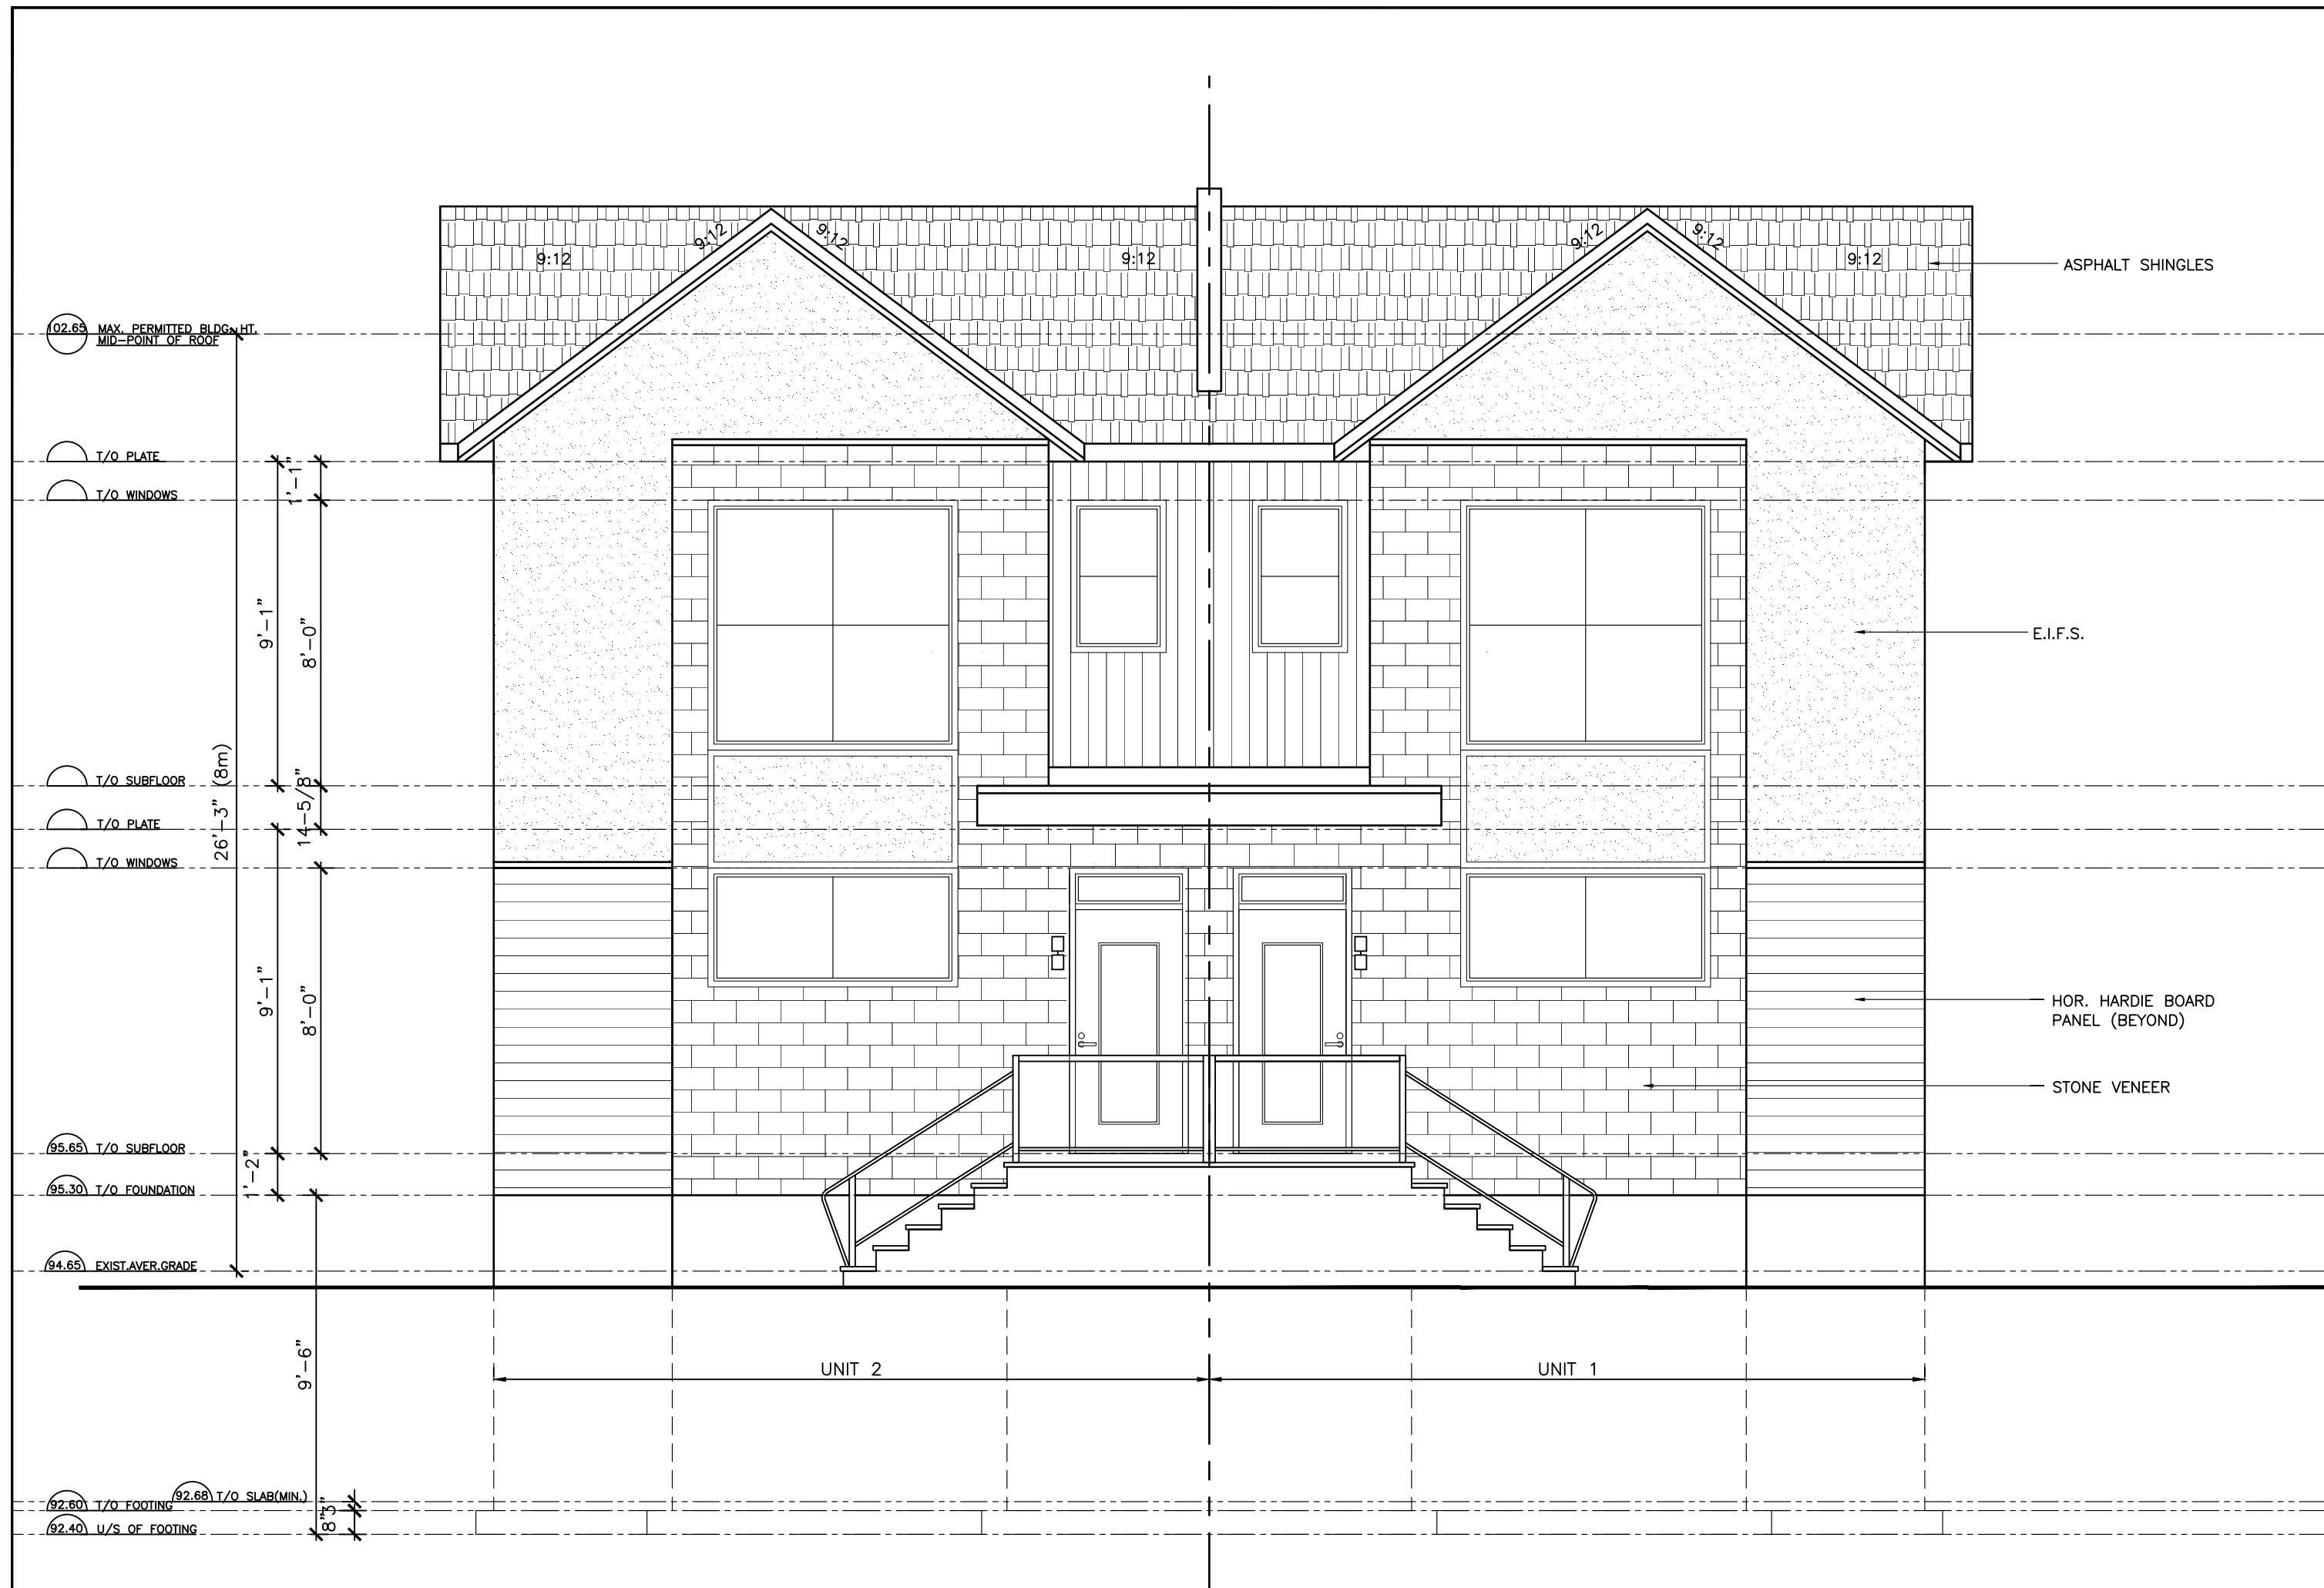 9:12
9:12
9:12
9:12
9:12
9:12
9:12
ASPHALT SHINGLES
102.65 MAX. PERMITTED BLDG. HT.
MID-POINT OF ROOF
T/O PLATE
1'-1"
T/O WINDOWS
9'-1"
8'-0"
E.I.F.S.
26'-3" (8m)
T/O SUBFLOOR
14-5/8"
T/O PLATE
T/O WINDOWS
9'-1"
8'-0"
HOR. HARDIE BOARD
PANEL (BEYOND)
STONE VENEER
95.65 T/O SUBFLOOR
1'-2"
95.30 T/O FOUNDATION
94.65 EXIST.AVER.GRADE
9'-6"
UNIT 2
UNIT 1
92.68 T/O SLAB(MIN.)
92.60 T/O FOOTING
3"
8"
92.40 U/S OF FOOTING